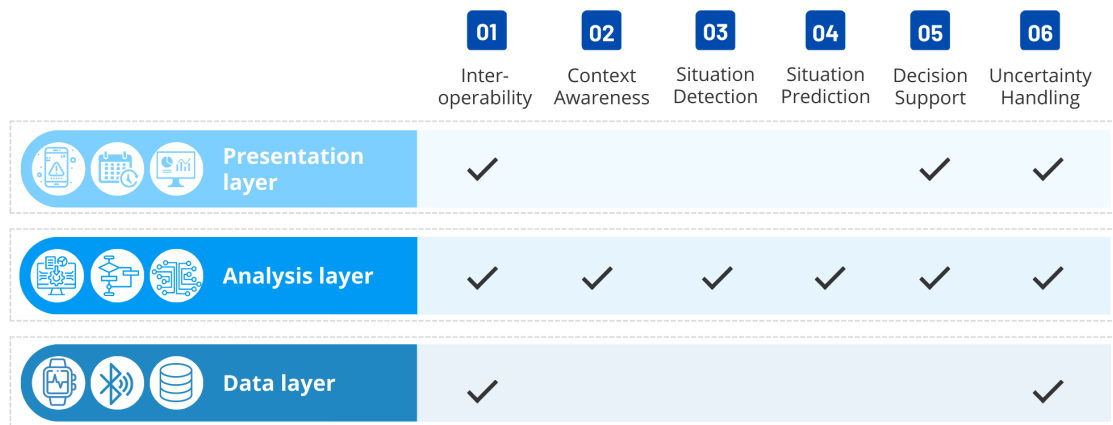 01
02
03
04
05
06
Inter-
operability
Context
Awareness
Situation
Detection
Situation
Prediction
Decision
Support
Uncertainty
Handling
Presentation
layer
Analysis layer
Data layer